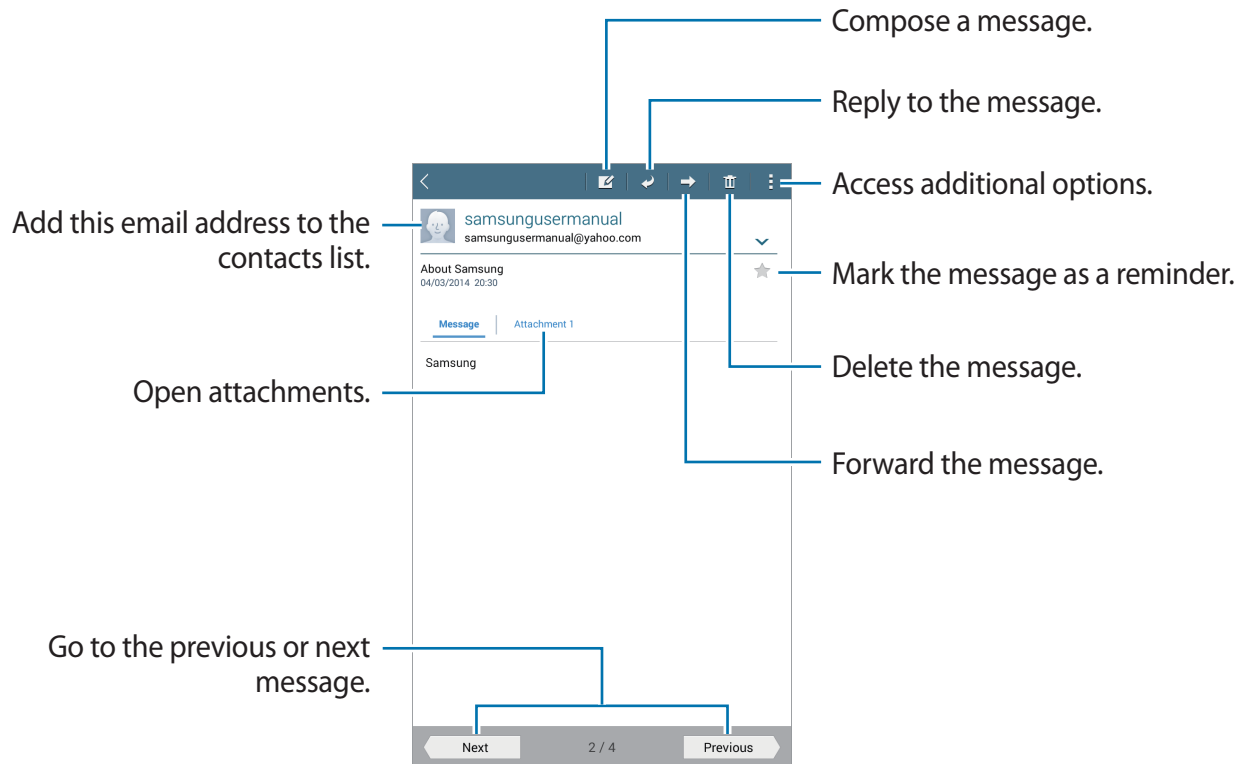 Compose a message.
Reply to the message.
Access additional options.
Add this email address to the
contacts list.
samsungusermanual
samsungusermanual@yahoo.com
About Samsung
04/03/2014 20:30
Mark the message as a reminder.
Message
Attachment 1
Samsung
Open attachments.
Delete the message.
Forward the message.
Go to the previous or next
message.
Next
2 / 4
Previous